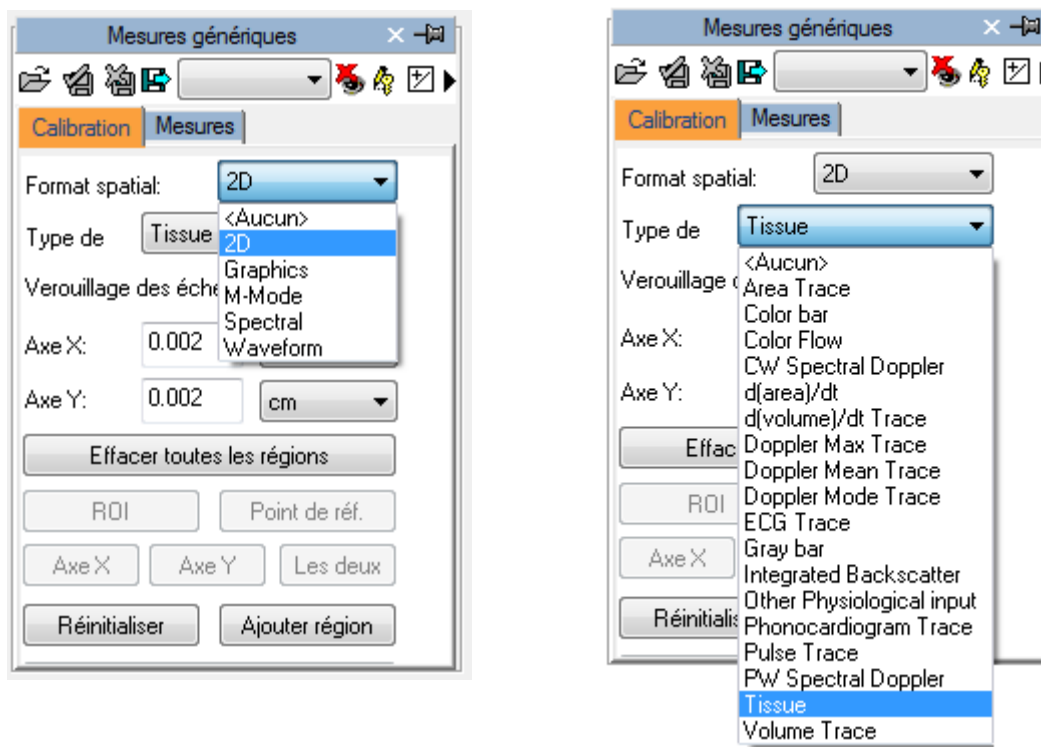 Mesures génériques
Calibration Mesures
Format spatial: 2D
<Aucun>
Type de Tissue
2D
Graphics
Verouillage des éche
M-Mode
Spectral
Axe X: 0.002
Waveform
Axe Y: 0.002 cm
Effacer toutes les régions
ROI Point de réf.
Axe X Axe Y Les deux
Réinitialiser Ajouter région
Mesures génériques
Calibration Mesures
Format spatial: 2D
Type de Tissue
<Aucun>
Verouillage
Area Trace
Color bar
Axe X:
Color Flow
CW Spectral Doppler
Axe Y:
d(area)/dt
d(volume)/dt Trace
Effac
Doppler Max Trace
Doppler Mean Trace
ROI
Doppler Mode Trace
ECG Trace
Gray bar
Axe X
Integrated Backscatter
Other Physiological input
Réinitialis
Phonocardiogram Trace
Pulse Trace
PW Spectral Doppler
Tissue
Volume Trace